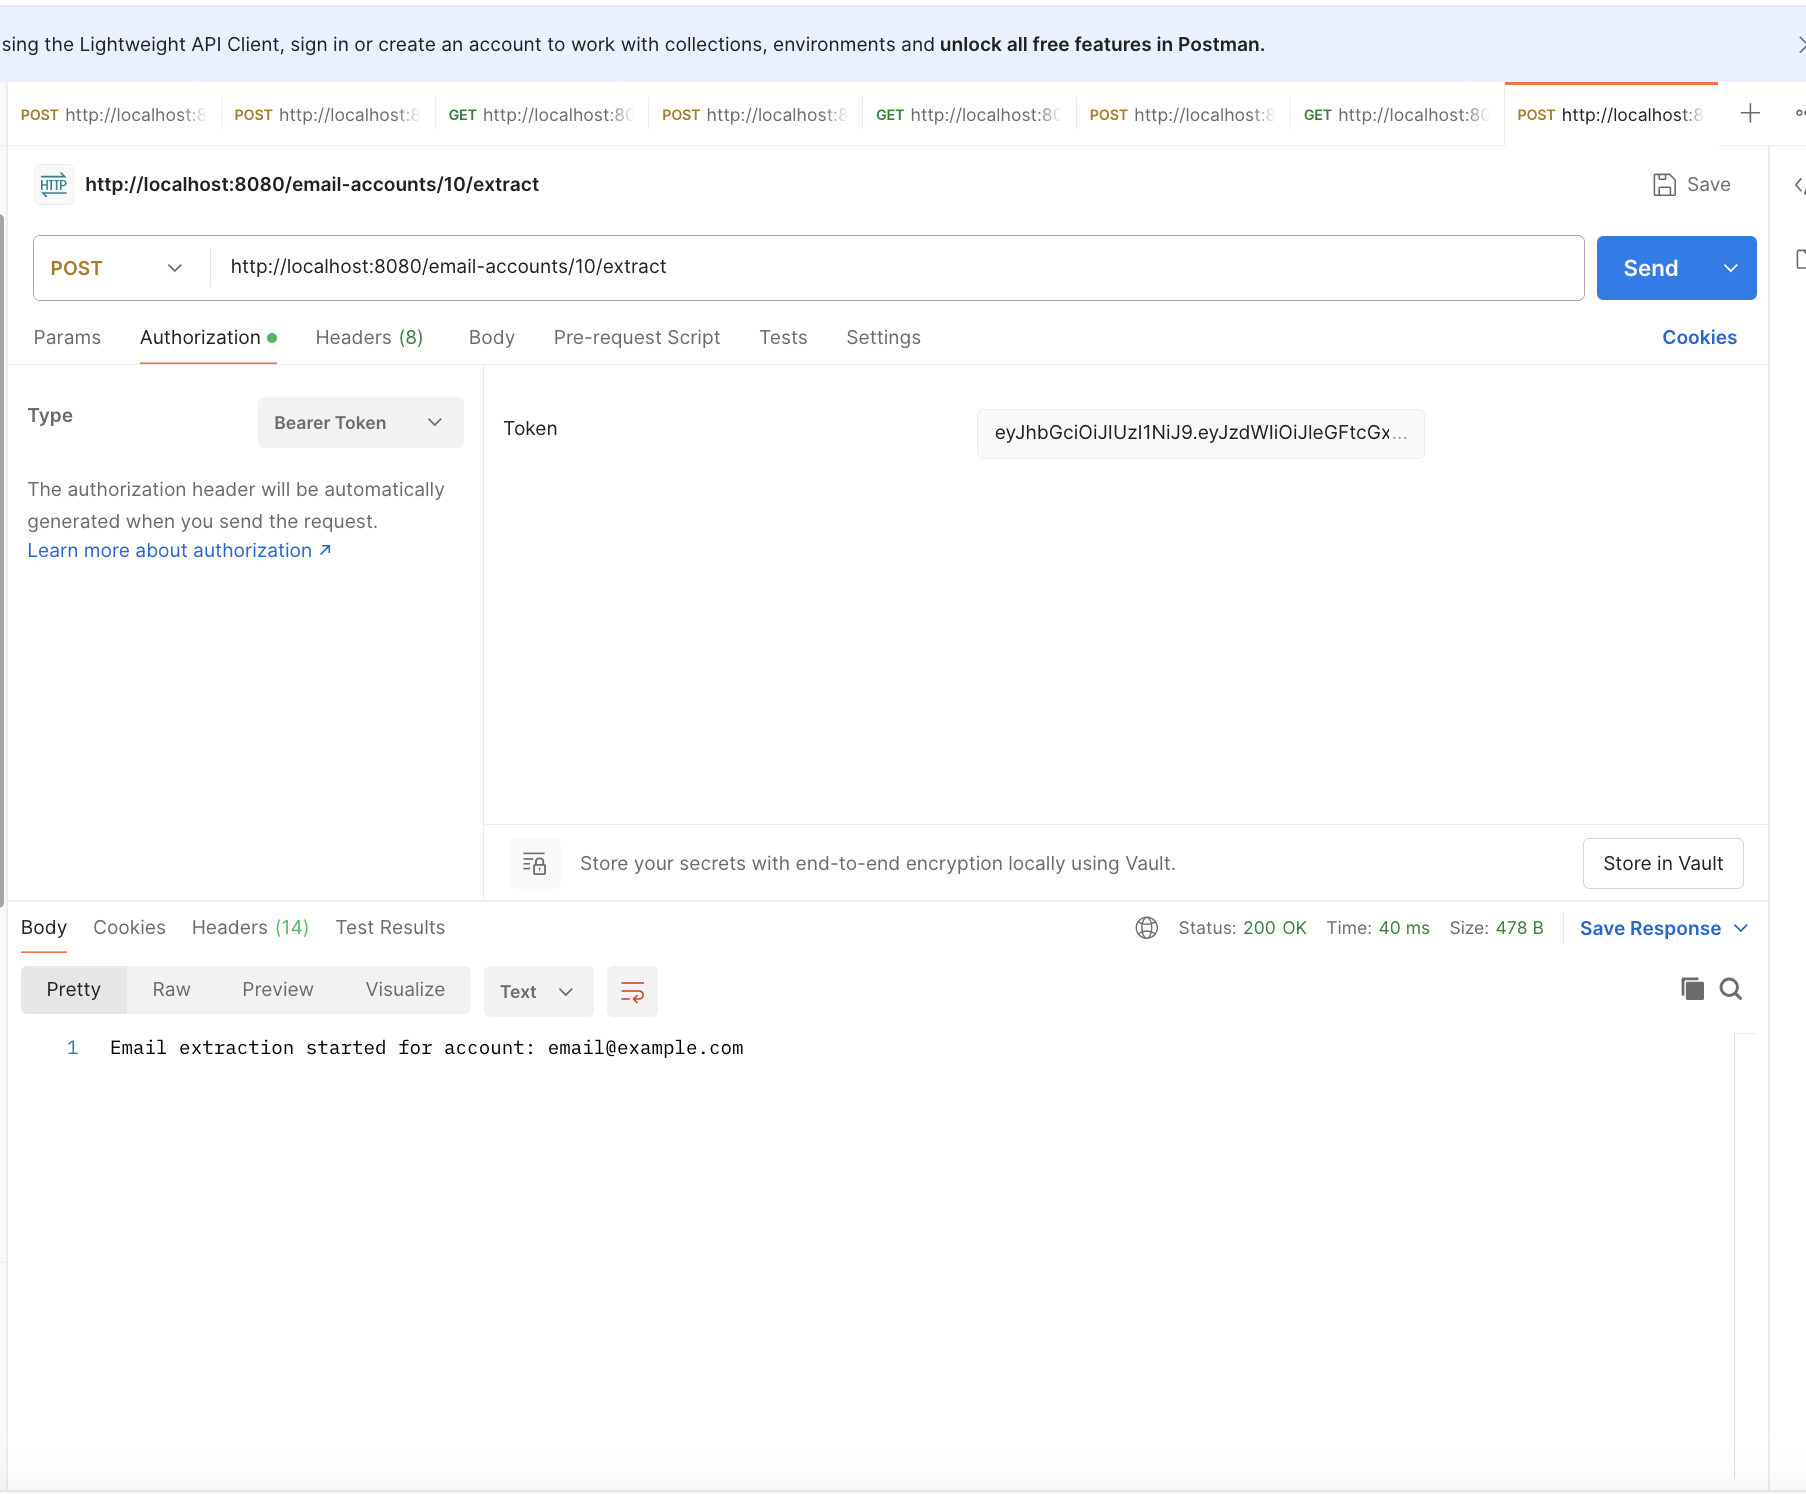 sing the Lightweight API Client, sign in or create an account to work with collections, environments and unlock all free features in Postman.
POST http://localhost:8 POST http://localhost:8 GET http://localhost:80 POST http://localhost:8 GET http://localhost:80 POST http://localhost:8 GET http://localhost:80 POST http://localhost:8
HTTP http://localhost:8080/email-accounts/10/extract Save
POST http://localhost:8080/email-accounts/10/extract Send
Params Authorization Headers (8) Body Pre-request Script Tests Settings Cookies
Type Bearer Token
Token eyJhbGciOiJIUzI1NiJ9.eyJzdWIiOiJleGFtcGx...
The authorization header will be automatically
generated when you send the request.
Learn more about authorization ↗
Store your secrets with end-to-end encryption locally using Vault. Store in Vault
Body Cookies Headers (14) Test Results Status: 200 OK Time: 40 ms Size: 478 B Save Response
Pretty Raw Preview Visualize Text
1 Email extraction started for account: email@example.com